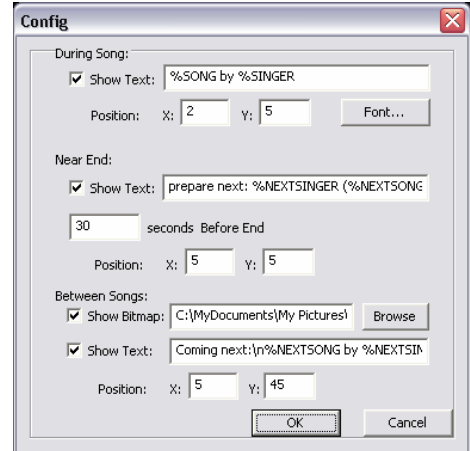 Config
During Song:
Show Text: %SONG by %SINGER
Position: X: 2 Y: 5 Font...
Near End:
Show Text: prepare next: %NEXTSINGER (%NEXTSONG
30 seconds Before End
Position: X: 5 Y: 5
Between Songs:
Show Bitmap: C:\MyDocuments\My Pictures\ Browse
Show Text: Coming next:\n%NEXTSONG by %NEXTSIN
Position: X: 5 Y: 45
OK Cancel